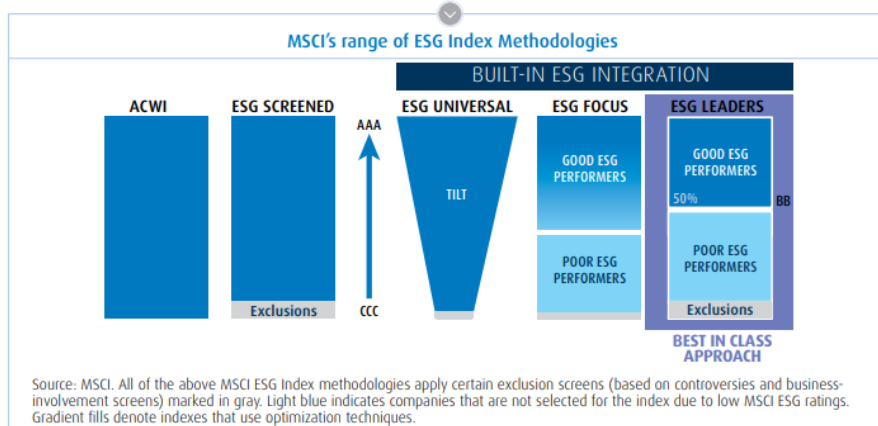 MSCI's range of ESG Index Methodologies
BUILT-IN ESG INTEGRATION
ACWI
ESG SCREENED
ESG UNIVERSAL
ESG FOCUS
ESG LEADERS
AAA
CCC
Exclusions
TILT
GOOD ESG
PERFORMERS
POOR ESG
PERFORMERS
GOOD ESG
PERFORMERS
50%
BB
POOR ESG
PERFORMERS
Exclusions
BEST IN CLASS
APPROACH
Source: MSCI. All of the above MSCI ESG Index methodologies apply certain exclusion screens (based on controversies and business-
involvement screens) marked in gray. Light blue indicates companies that are not selected for the index due to low MSCI ESG ratings.
Gradient fills denote indexes that use optimization techniques.